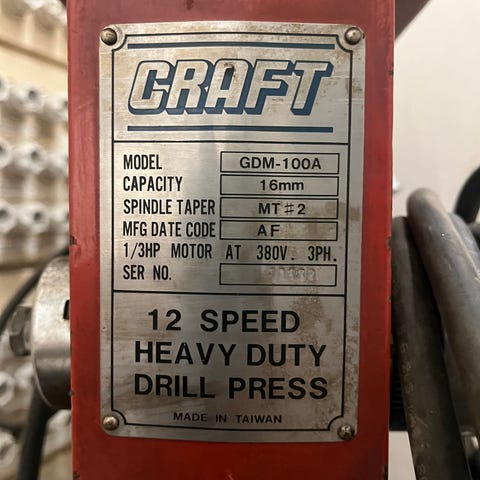 CRAFT
MODEL GDM-100A
CAPACITY 16mm
SPINDLE TAPER MT#2
MFG DATE CODE AF
1/3HP MOTOR AT 380V. 3PH.
SER NO.
12 SPEED
HEAVY DUTY
DRILL PRESS
MADE IN TAIWAN